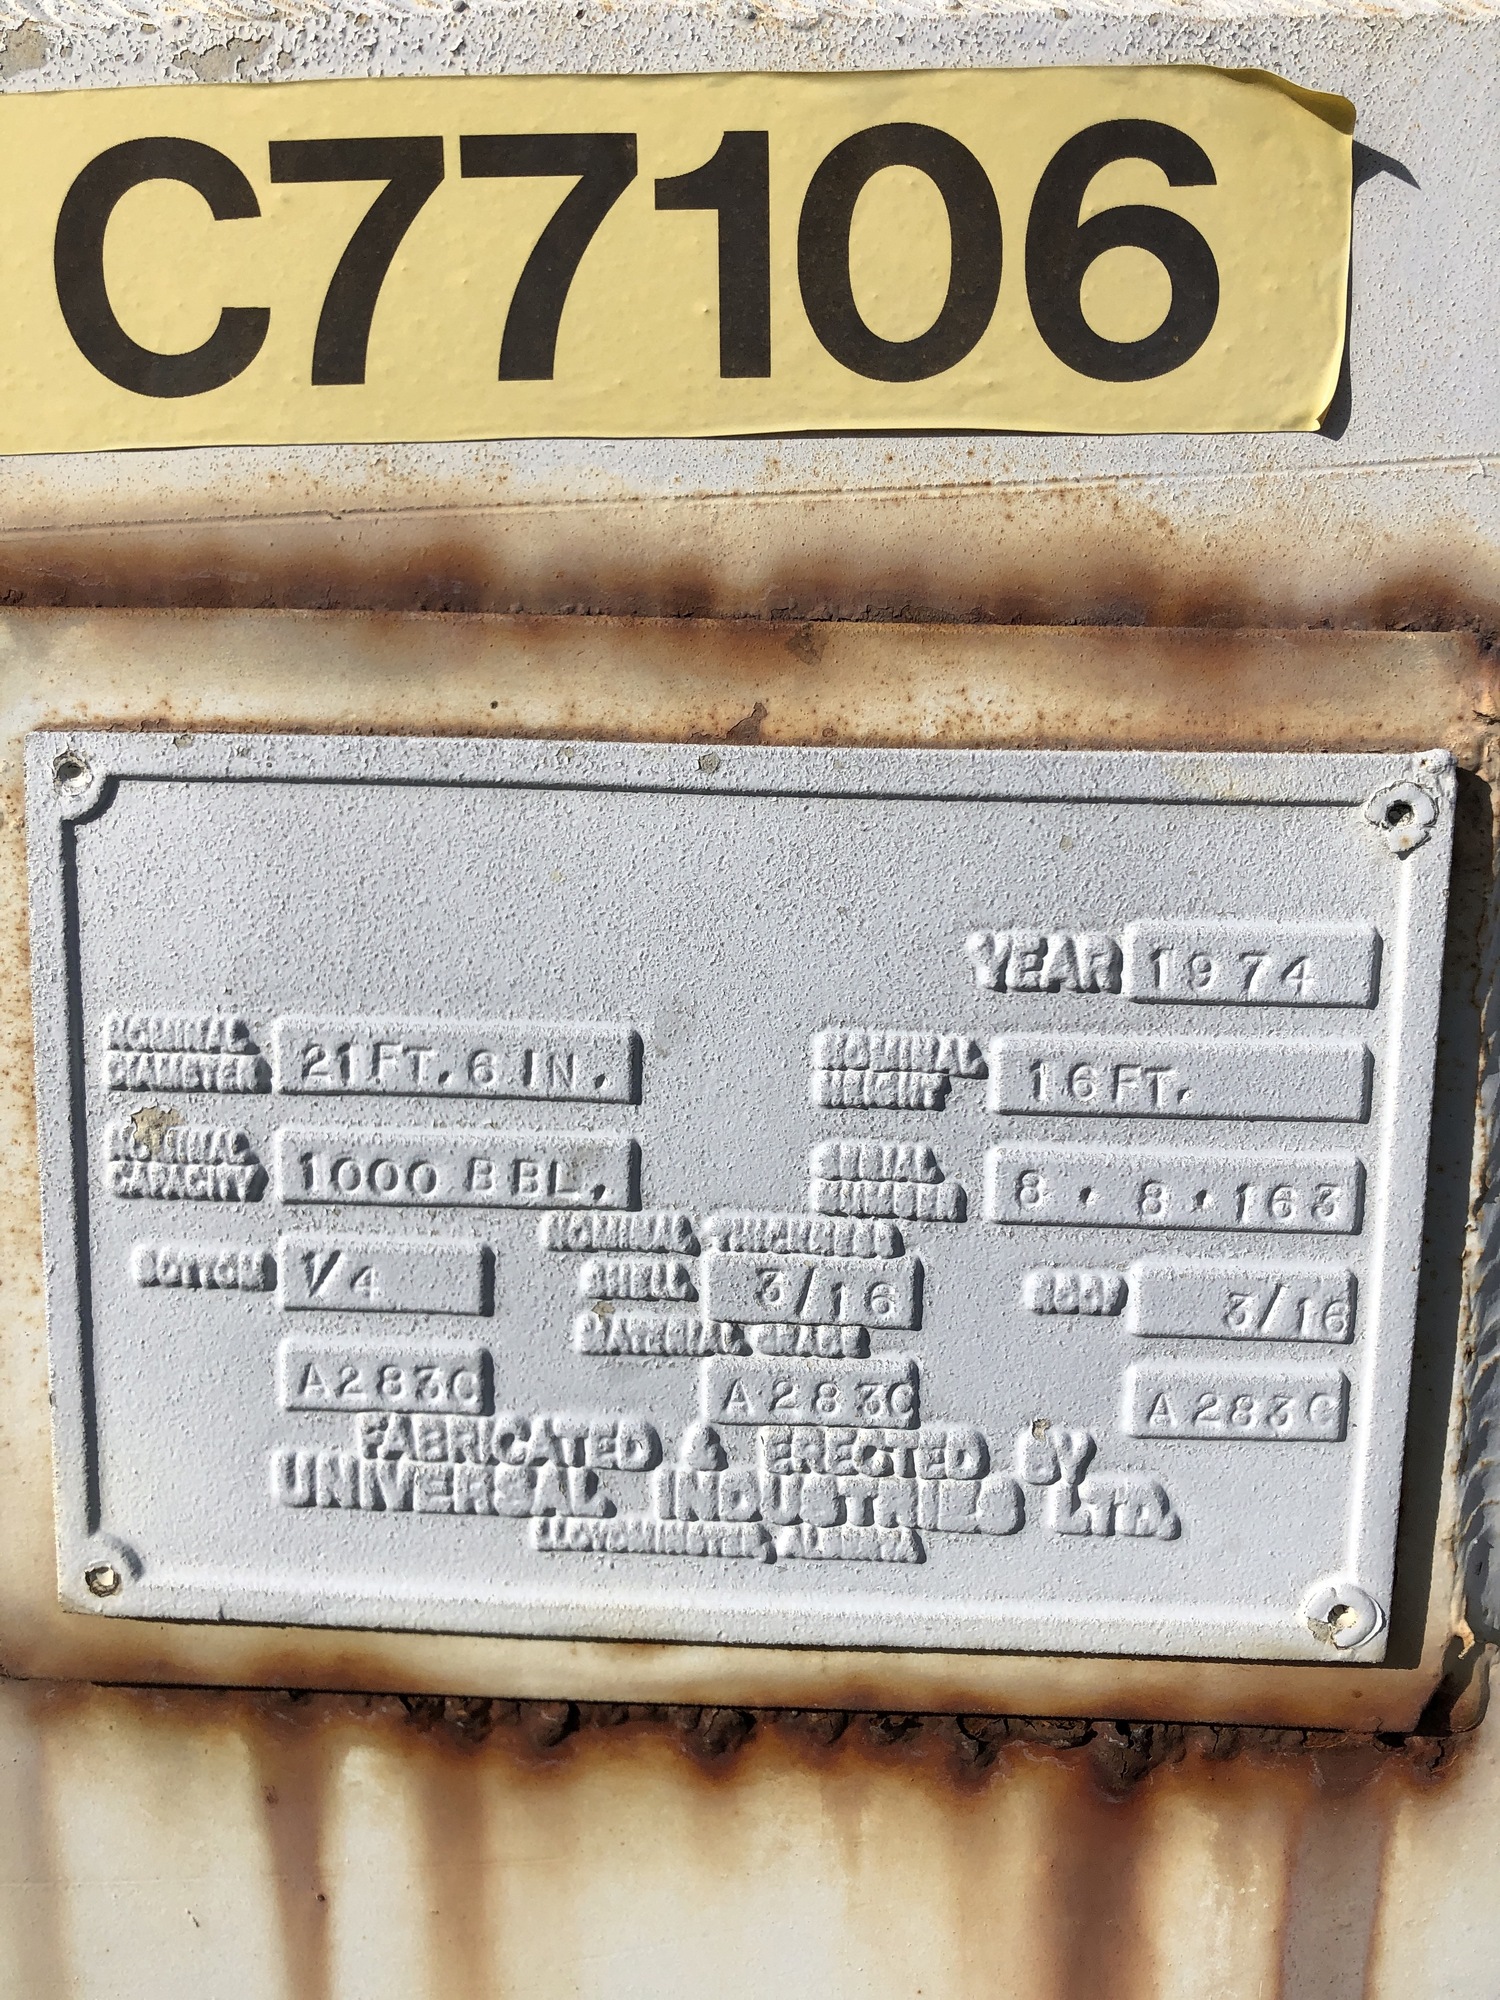 C77106
YEAR 1974
NOMINAL DIAMETER 21 FT. 6 IN.
NOMINAL HEIGHT 16 FT.
NOMINAL CAPACITY 1000 BBL.
SERIAL NUMBER 8 · 8 · 163
NOMINAL THICKNESS
BOTTOM 1/4
SHELL 3/16
ROOF 3/16
MATERIAL GRADE
A283C
A283C
A283C
FABRICATED & ERECTED BY
UNIVERSAL INDUSTRIES LTD.
LLOYDMINSTER, ALBERTA